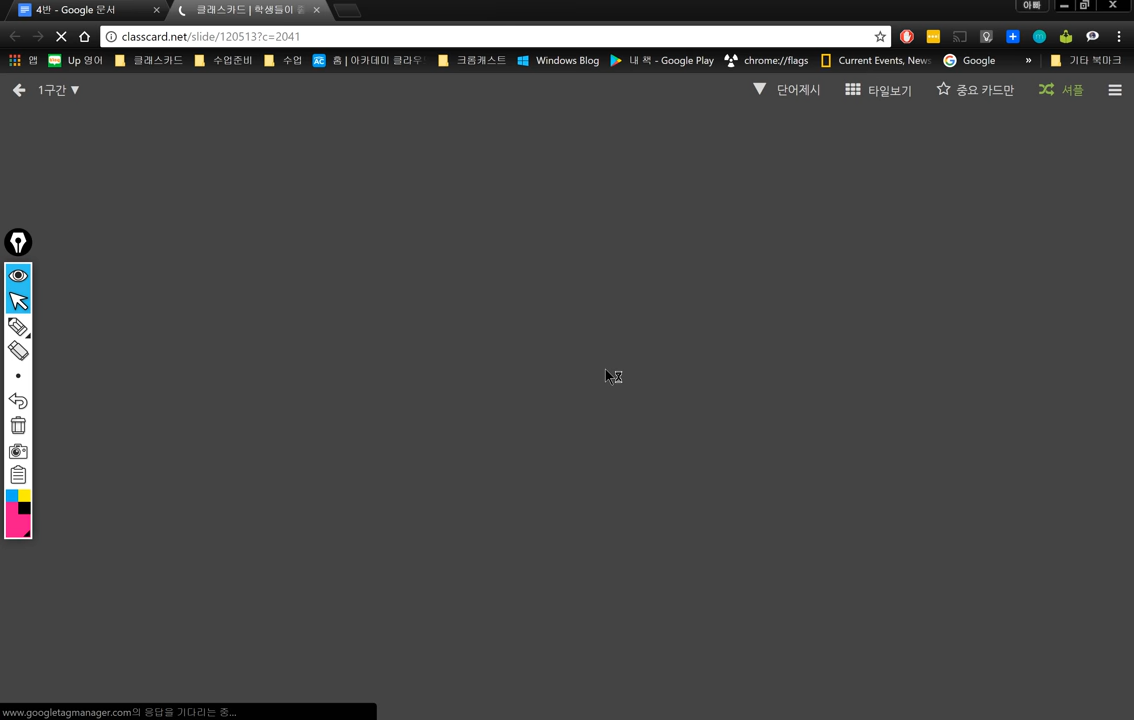 4반 - Google 문서
클래스카드 | 학생들이
아빠
classcard.net/slide/120513?c=2041
앱 Up 영어 클래스카드 수업준비 수업 홈 | 아카데미 클라우 크롬캐스트 Windows Blog 내 책 - Google Play chrome://flags Current Events, News Google » 기타 북마크
1구간 ▼ ▼ 단어제시 타일보기 중요 카드만 셔플
www.googletagmanager.com의 응답을 기다리는 중...